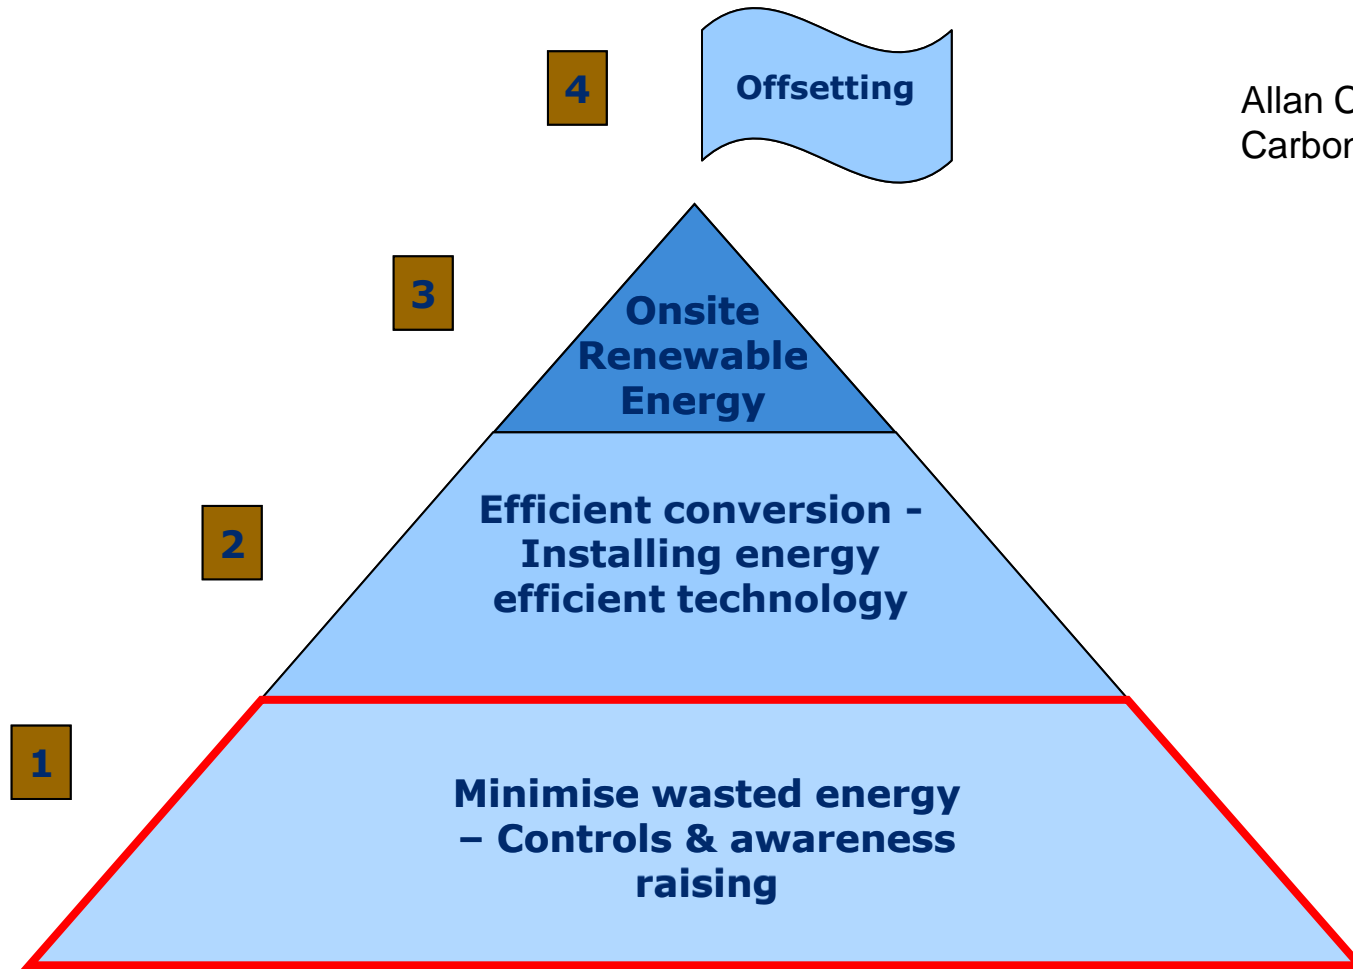 4
Offsetting
Allan
Carbon
3
Onsite
Renewable
Energy
2
Efficient conversion -
Installing energy
efficient technology
1
Minimise wasted energy
– Controls & awareness
raising